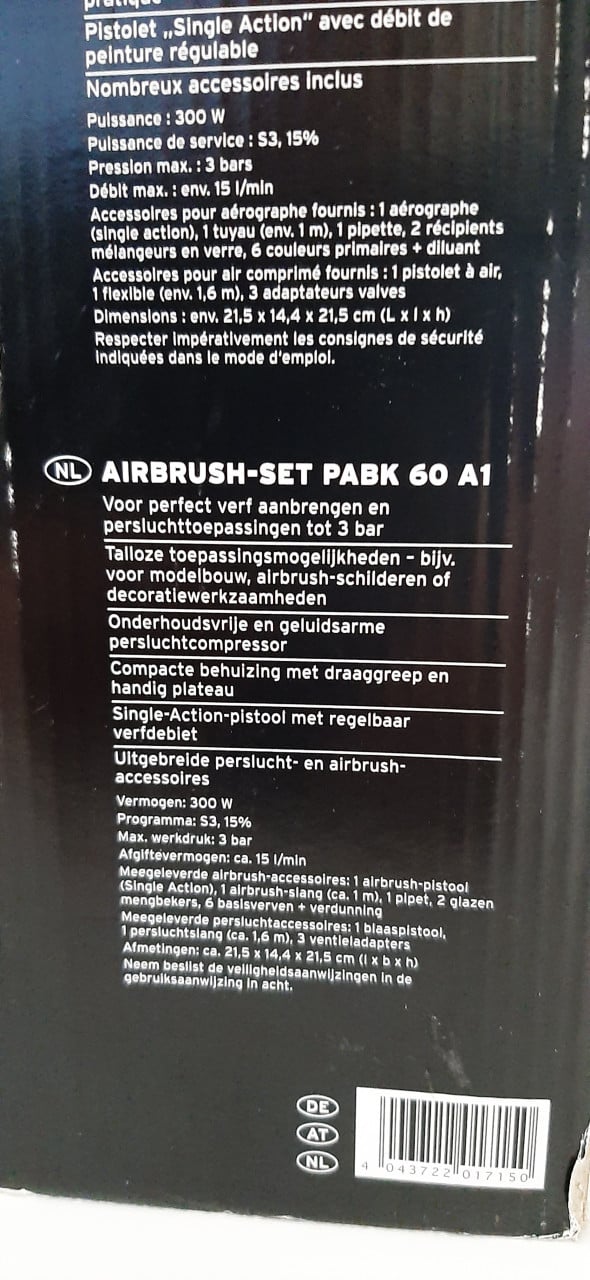 Pistolet „Single Action" avec débit de
peinture régulable
Nombreux accessoires inclus
Puissance : 300 W
Puissance de service : S3, 15%
Pression max. : 3 bars
Débit max. : env. 15 l/min
Accessoires pour aérographe fournis : 1 aérographe
(single action), 1 tuyau (env. 1 m), 1 pipette, 2 récipients
mélangeurs en verre, 6 couleurs primaires + diluant
Accessoires pour air comprimé fournis : 1 pistolet à air,
1 flexible (env. 1,6 m), 3 adaptateurs valves
Dimensions : env. 21,5 x 14,4 x 21,5 cm (L x l x h)
Respecter impérativement les consignes de sécurité
indiquées dans le mode d'emploi.
NL AIRBRUSH-SET PABK 60 A1
Voor perfect verf aanbrengen en
persluchttoepassingen tot 3 bar
Talloze toepassingsmogelijkheden - bijv.
voor modelbouw, airbrush-schilderen of
decoratiewerkzaamheden
Onderhoudsvrije en geluidsarme
persluchtcompressor
Compacte behuizing met draaggreep en
handig plateau
Single-Action-pistool met regelbaar
verfdebiet
Uitgebreide perslucht- en airbrush-
accessoires
Vermogen: 300 W
Programma: S3, 15%
Max. werkdruk: 3 bar
Afgiftevermogen: ca. 15 l/min
Meegeleverde airbrush-accessoires: 1 airbrush-pistool
(Single Action), 1 airbrush-slang (ca. 1 m), 1 pipet, 2 glazen
mengbekers, 6 basisverven + verdunning
Meegeleverde persluchtaccessoires: 1 blaaspistool,
1 persluchtslang (ca. 1,6 m), 3 ventieladapters
Afmetingen: ca. 21,5 x 14,4 x 21,5 cm (l x b x h)
Neem beslist de veiligheidsaanwijzingen in de
gebruiksaanwijzing in acht.
DE
AT
NL
4 043722 017150